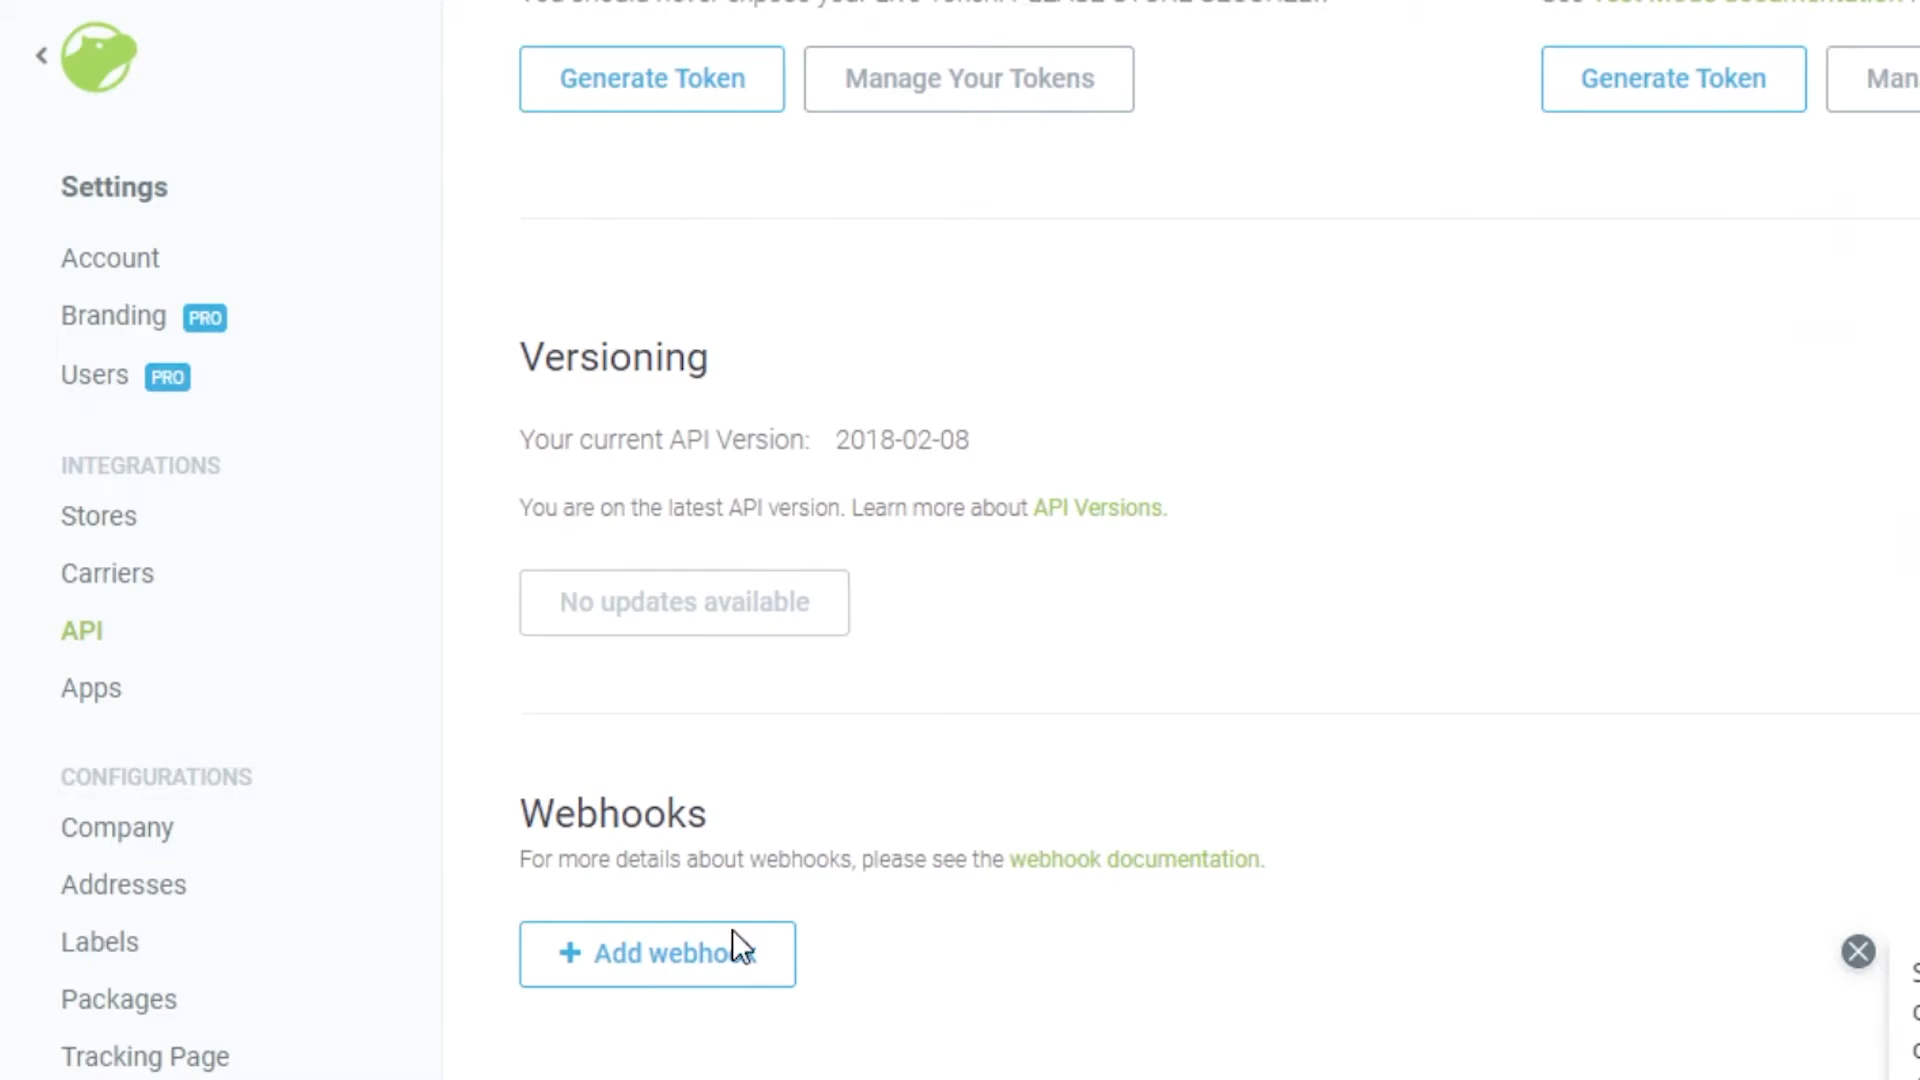 Generate Token
Manage Your Tokens
Generate Token
Settings
Account
Branding PRO
Users PRO
INTEGRATIONS
Stores
Carriers
API
Apps
CONFIGURATIONS
Company
Addresses
Labels
Packages
Tracking Page
Versioning
Your current API Version: 2018-02-08
You are on the latest API version. Learn more about API Versions.
No updates available
Webhooks
For more details about webhooks, please see the webhook documentation.
+ Add webhook